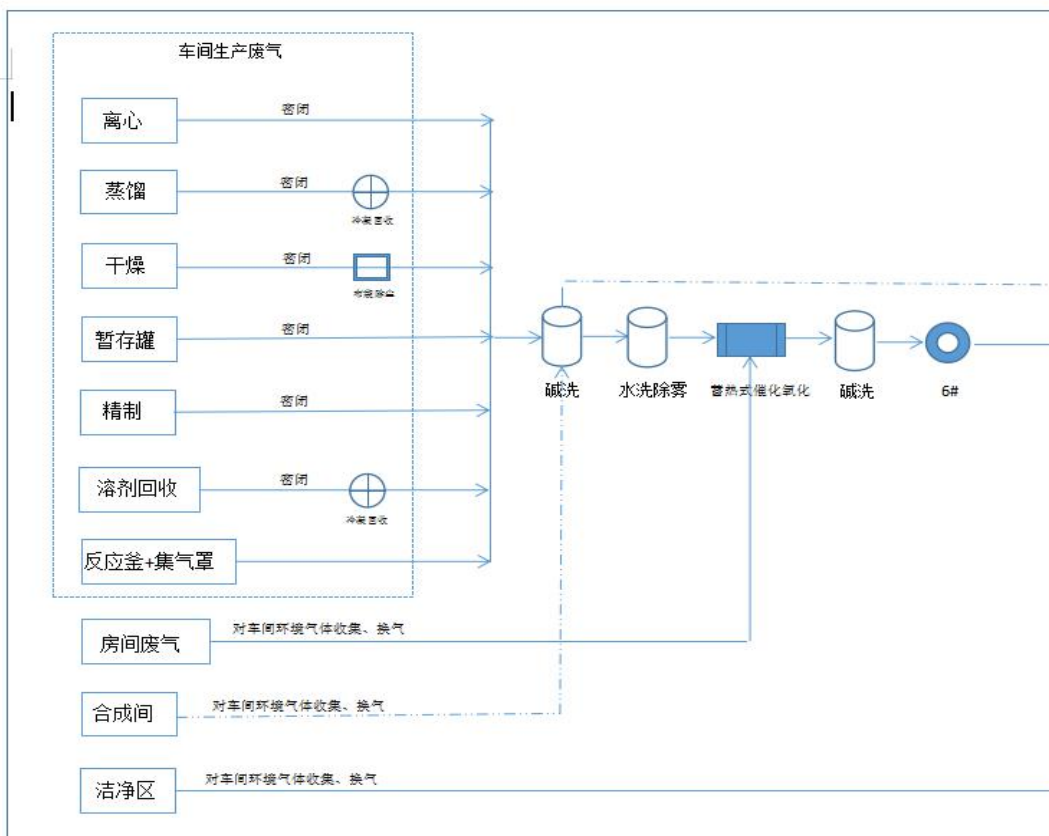 车间生产废气
离心
密闭
蒸馏
密闭
冷凝回收
干燥
密闭
布袋除尘
暂存罐
密闭
碱洗
水洗除雾
蓄热式催化氧化
碱洗
6#
精制
密闭
溶剂回收
密闭
冷凝回收
反应釜+集气罩
房间废气
对车间环境气体收集、换气
合成间
对车间环境气体收集、换气
洁净区
对车间环境气体收集、换气